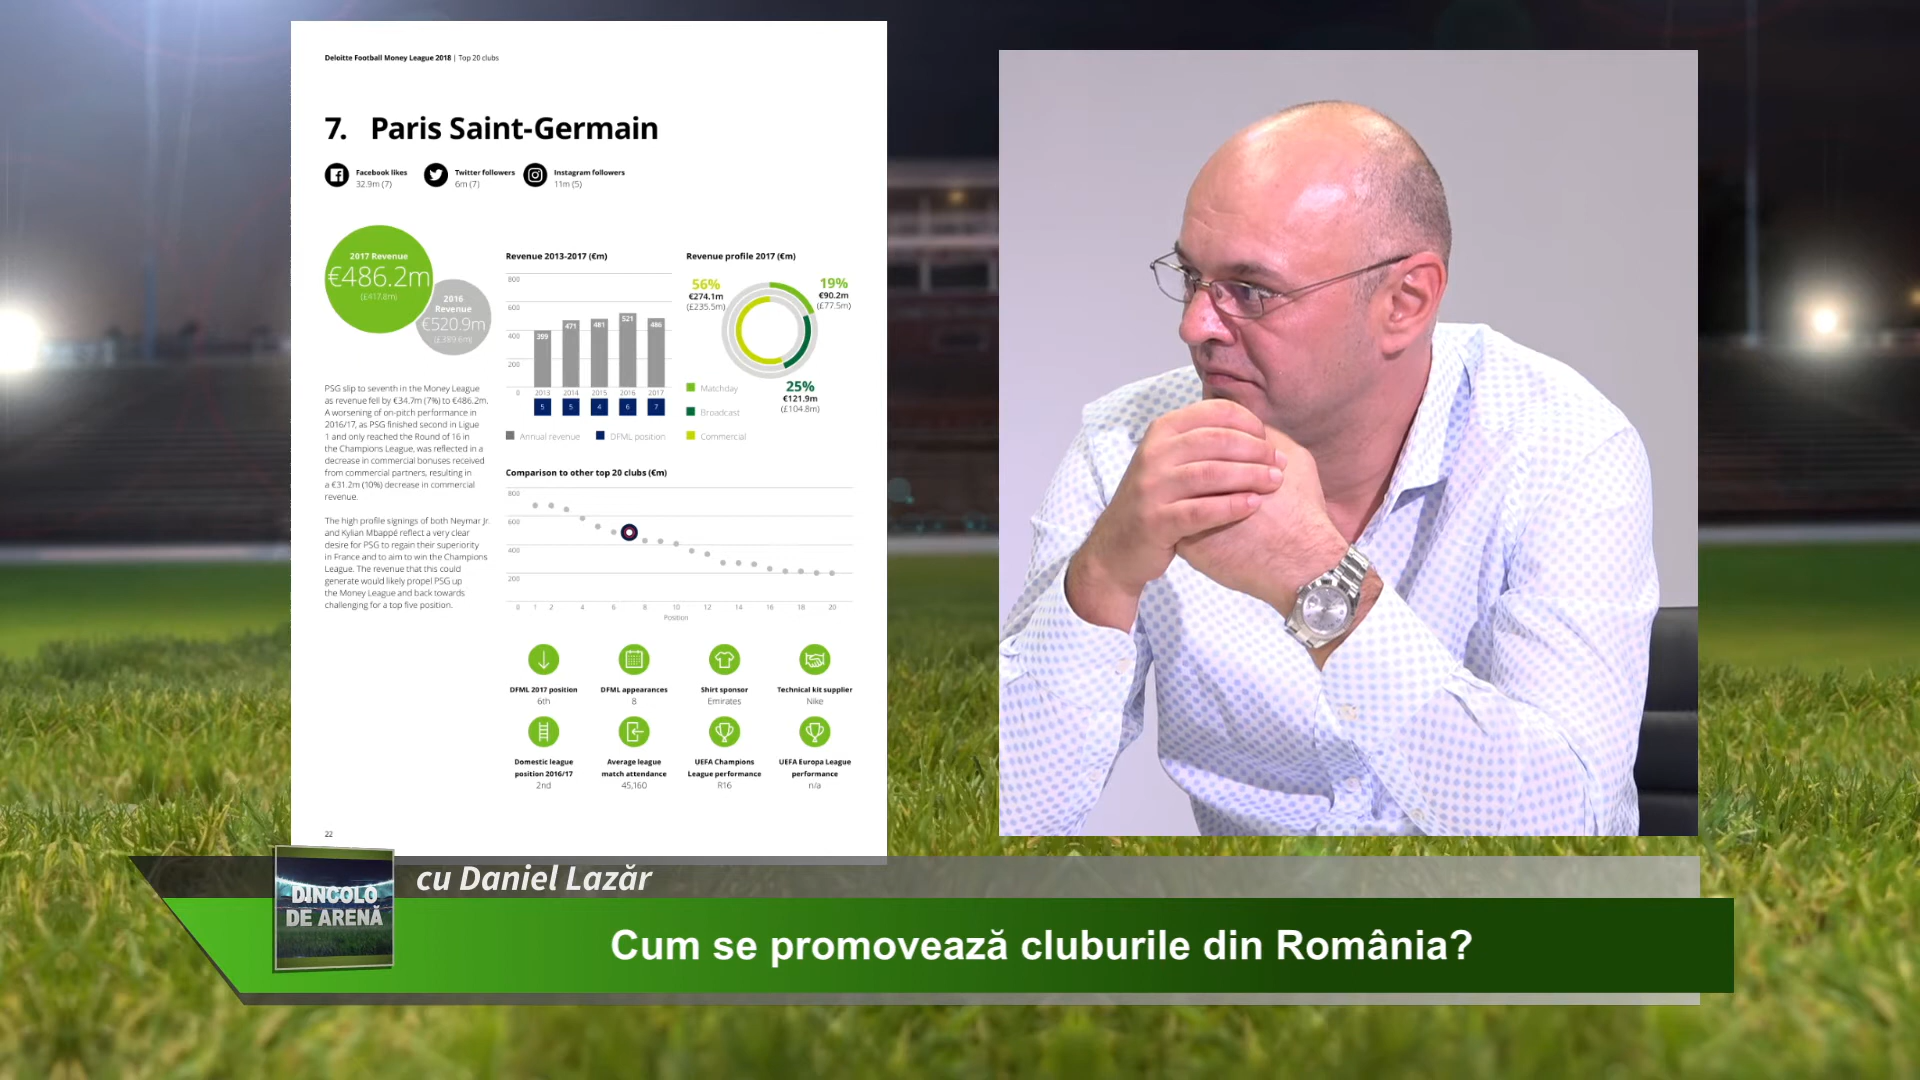 Deloitte Football Money League 2018 | Top 20 clubs
7. Paris Saint-Germain
Facebook likes
32.9m (7)
Twitter followers
6m (7)
Instagram followers
11m (5)
2017 Revenue
€486.2m
(£417.8m)
2016
Revenue
€520.9m
(£389.6m)
PSG slip to seventh in the Money League
as revenue fell by €34.7m (7%) to €486.2m.
A worsening of on-pitch performance in
2016/17, as PSG finished second in Ligue
1 and only reached the Round of 16 in
the Champions League, was reflected in a
decrease in commercial bonuses received
from commercial partners, resulting in
a €31.2m (10%) decrease in commercial
revenue.
The high profile signings of both Neymar Jr.
and Kylian Mbappé reflect a very clear
desire for PSG to regain their superiority
in France and to aim to win the Champions
League. The revenue that this could
generate would likely propel PSG up
the Money League and back towards
challenging for a top five position.
Revenue 2013-2017 (€m)
800
600
400
200
0
399
471
481
521
486
2013 2014 2015 2016 2017
5 5 4 6 7
Annual revenue
DFML position
Revenue profile 2017 (€m)
56%
€274.1m
(£235.5m)
19%
€90.2m
(£77.5m)
25%
€121.9m
(£104.8m)
Matchday
Broadcast
Commercial
Comparison to other top 20 clubs (€m)
800
600
400
200
0 1 2 4 6 8 10 12 14 16 18 20
Position
DFML 2017 position
6th
DFML appearances
8
Shirt sponsor
Emirates
Technical kit supplier
Nike
Domestic league
position 2016/17
2nd
Average league
match attendance
45,160
UEFA Champions
League performance
R16
UEFA Europa League
performance
n/a
22
DINCOLO
DE ARENĂ
cu Daniel Lazăr
Cum se promovează cluburile din România?